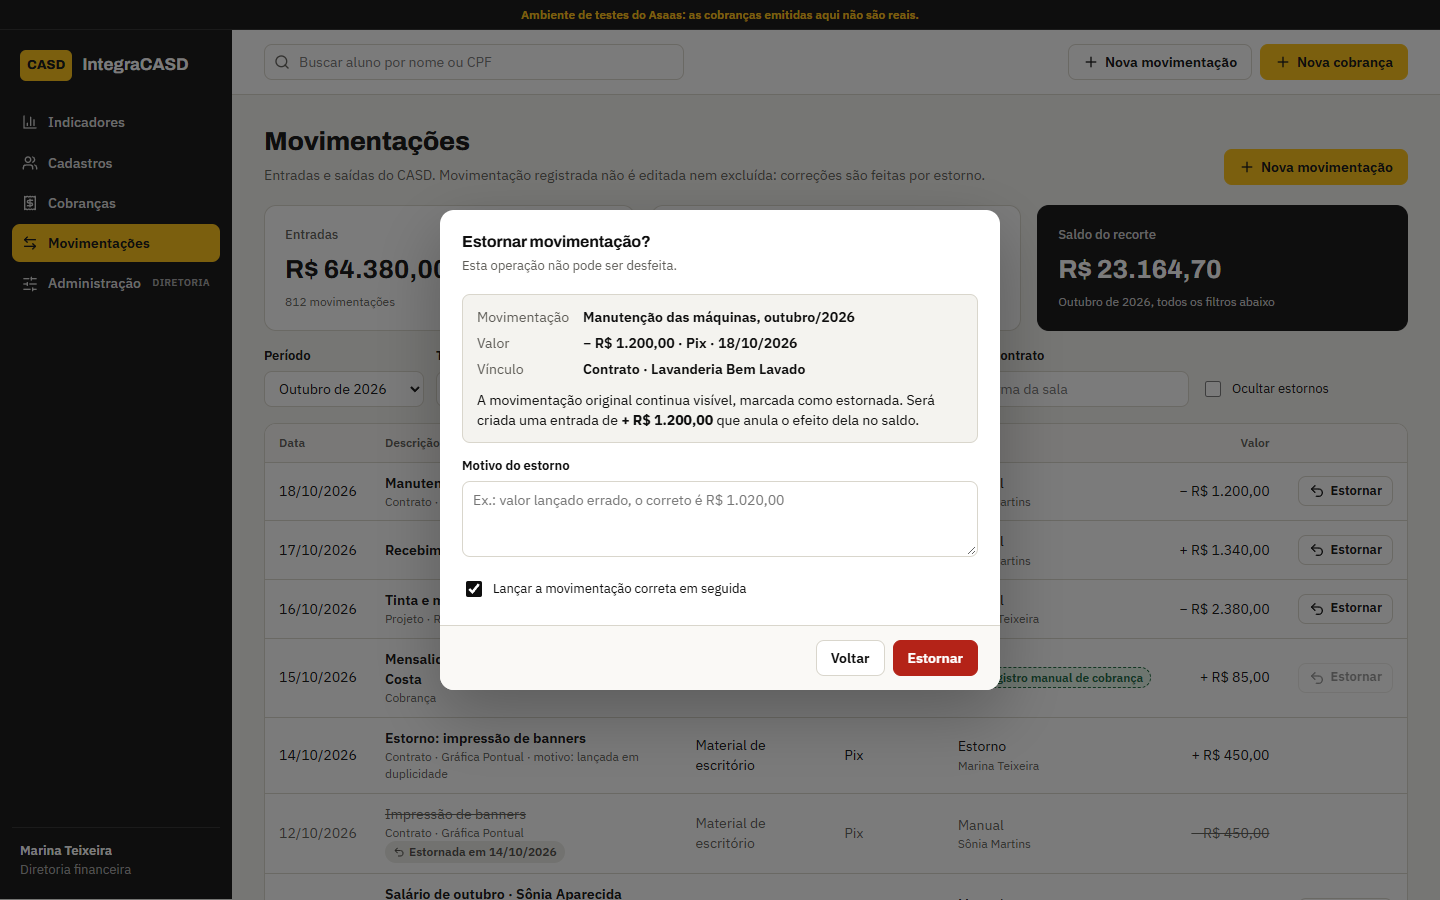 Ambiente de testes do Asaas: as cobranças emitidas aqui não são reais.
CASD IntegraCASD
Buscar aluno por nome ou CPF
Nova movimentação
Nova cobrança
Indicadores
Cadastros
Cobranças
Movimentações
Administração DIRETORIA
Marina Teixeira
Diretoria financeira
Movimentações
Entradas e saídas do CASD. Movimentação registrada não é editada nem excluída: correções são feitas por estorno.
Nova movimentação
Entradas
R$ 64.380,00
812 movimentações
Saldo do recorte
R$ 23.164,70
Outubro de 2026, todos os filtros abaixo
Período
Outubro de 2026
ma da sala
Ocultar estornos
Estornar movimentação?
Esta operação não pode ser desfeita.
Movimentação Manutenção das máquinas, outubro/2026
Valor – R$ 1.200,00 · Pix · 18/10/2026
Vínculo Contrato · Lavanderia Bem Lavado
A movimentação original continua visível, marcada como estornada. Será
criada uma entrada de + R$ 1.200,00 que anula o efeito dela no saldo.
Motivo do estorno
Ex.: valor lançado errado, o correto é R$ 1.020,00
Lançar a movimentação correta em seguida
Voltar
Estornar
Data Descrição Valor
18/10/2026 – R$ 1.200,00 Estornar
Contrato ·
17/10/2026 + R$ 1.340,00 Estornar
16/10/2026 Tinta e – R$ 2.380,00 Estornar
Projeto ·
15/10/2026 + R$ 85,00 Estornar
Costa
Cobrança
manual de cobrança
14/10/2026 Estorno: impressão de banners
Contrato · Gráfica Pontual · motivo: lançada em
duplicidade
Material de
escritório
Pix
Estorno
Marina Teixeira
+ R$ 450,00
12/10/2026 Impressão de banners
Contrato · Gráfica Pontual
Estornada em 14/10/2026
Material de
escritório
Pix
Manual
Sônia Martins
– R$ 450,00
Salário de outubro · Sônia Aparecida